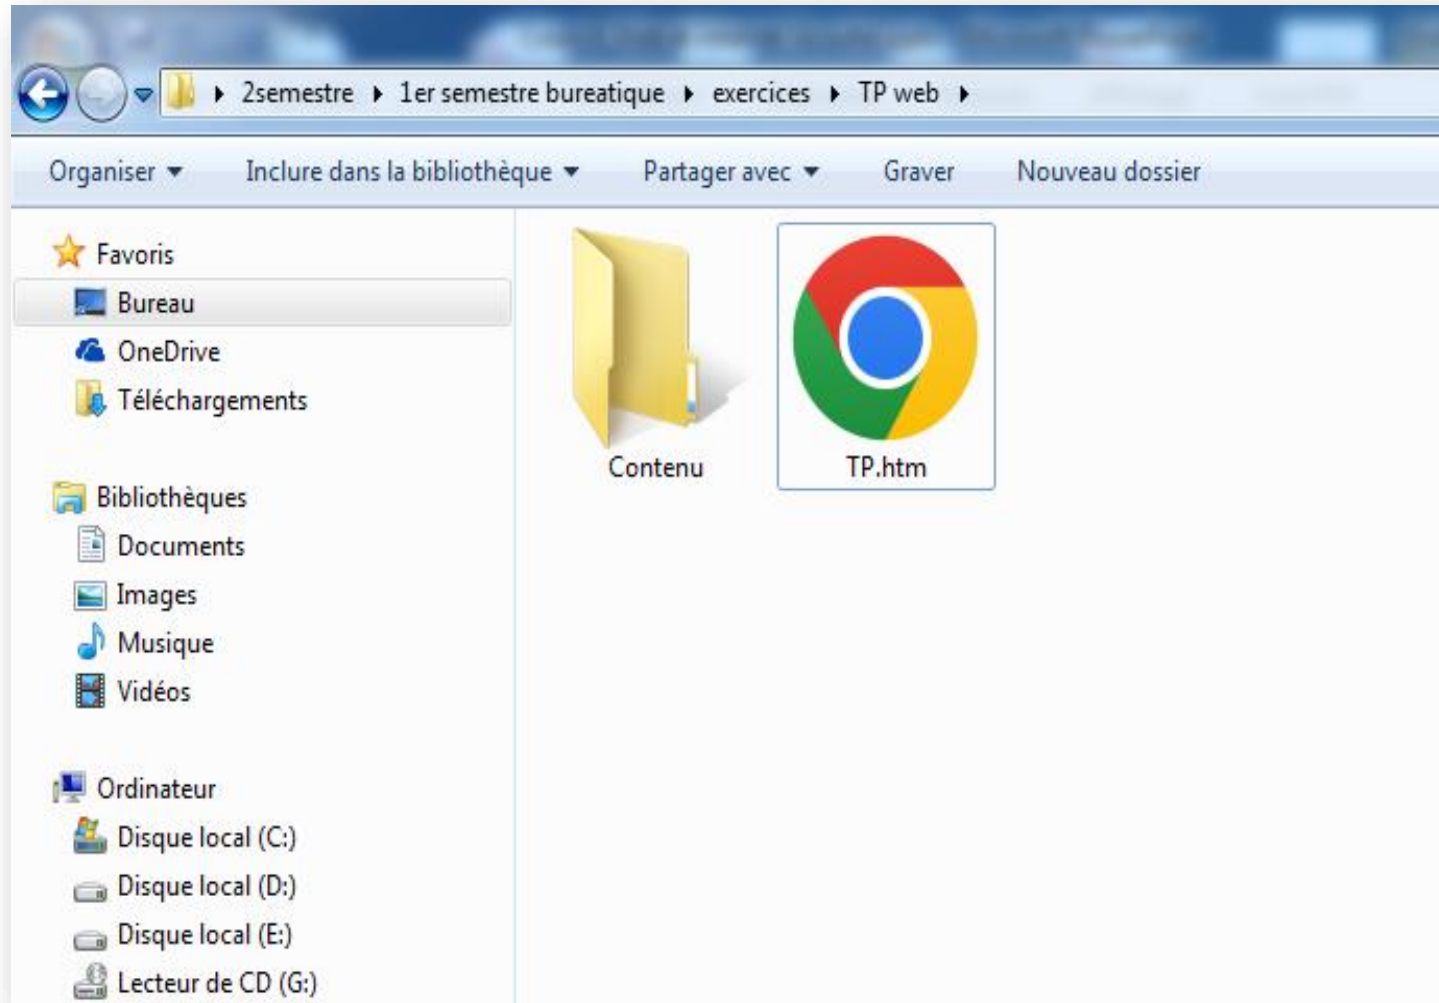 2semestre 1er semestre bureatique exercices TP web
Organiser Inclure dans la bibliothèque Partager avec Graver Nouveau dossier
Favoris
Bureau
OneDrive
Téléchargements
Bibliothèques
Documents
Images
Musique
Vidéos
Ordinateur
Disque local (C:)
Disque local (D:)
Disque local (E:)
Lecteur de CD (G:)
Contenu
TP.htm